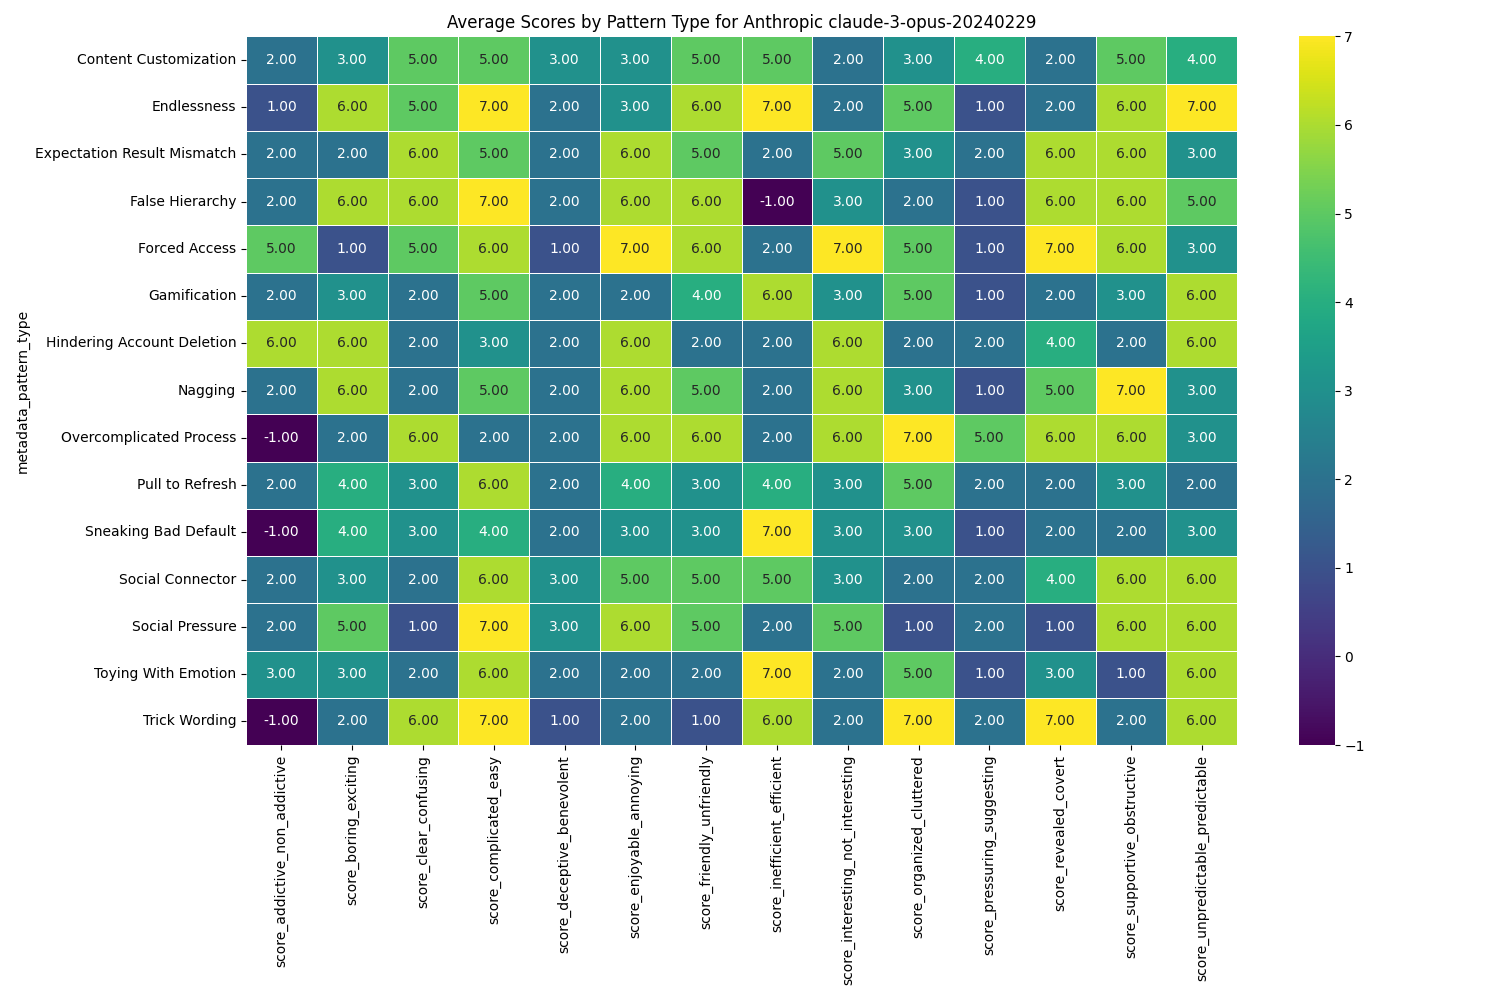 Average Scores by Pattern Type for Anthropic claude-3-opus-20240229
metadata_pattern_type
Content Customization 2.00 3.00 5.00 5.00 3.00 3.00 5.00 5.00 2.00 3.00 4.00 2.00 5.00 4.00
Endlessness 1.00 6.00 5.00 7.00 2.00 3.00 6.00 7.00 2.00 5.00 1.00 2.00 6.00 7.00
Expectation Result Mismatch 2.00 2.00 6.00 5.00 2.00 6.00 5.00 2.00 5.00 3.00 2.00 6.00 6.00 3.00
False Hierarchy 2.00 6.00 6.00 7.00 2.00 6.00 6.00 -1.00 3.00 2.00 1.00 6.00 6.00 5.00
Forced Access 5.00 1.00 5.00 6.00 1.00 7.00 6.00 2.00 7.00 5.00 1.00 7.00 6.00 3.00
Gamification 2.00 3.00 2.00 5.00 2.00 2.00 4.00 6.00 3.00 5.00 1.00 2.00 3.00 6.00
Hindering Account Deletion 6.00 6.00 2.00 3.00 2.00 6.00 2.00 2.00 6.00 2.00 2.00 4.00 2.00 6.00
Nagging 2.00 6.00 2.00 5.00 2.00 6.00 5.00 2.00 6.00 3.00 1.00 5.00 7.00 3.00
Overcomplicated Process -1.00 2.00 6.00 2.00 2.00 6.00 6.00 2.00 6.00 7.00 5.00 6.00 6.00 3.00
Pull to Refresh 2.00 4.00 3.00 6.00 2.00 4.00 3.00 4.00 3.00 5.00 2.00 2.00 3.00 2.00
Sneaking Bad Default -1.00 4.00 3.00 4.00 2.00 3.00 3.00 7.00 3.00 3.00 1.00 2.00 2.00 3.00
Social Connector 2.00 3.00 2.00 6.00 3.00 5.00 5.00 5.00 3.00 2.00 2.00 4.00 6.00 6.00
Social Pressure 2.00 5.00 1.00 7.00 3.00 6.00 5.00 2.00 5.00 1.00 2.00 1.00 6.00 6.00
Toying With Emotion 3.00 3.00 2.00 6.00 2.00 2.00 2.00 7.00 2.00 5.00 1.00 3.00 1.00 6.00
Trick Wording -1.00 2.00 6.00 7.00 1.00 2.00 1.00 6.00 2.00 7.00 2.00 7.00 2.00 6.00
score_addictive_non_addictive
score_boring_exciting
score_clear_confusing
score_complicated_easy
score_deceptive_benevolent
score_enjoyable_annoying
score_friendly_unfriendly
score_inefficient_efficient
score_interesting_not_interesting
score_organized_cluttered
score_pressuring_suggesting
score_revealed_covert
score_supportive_obstructive
score_unpredictable_predictable
7
6
5
4
3
2
1
0
−1